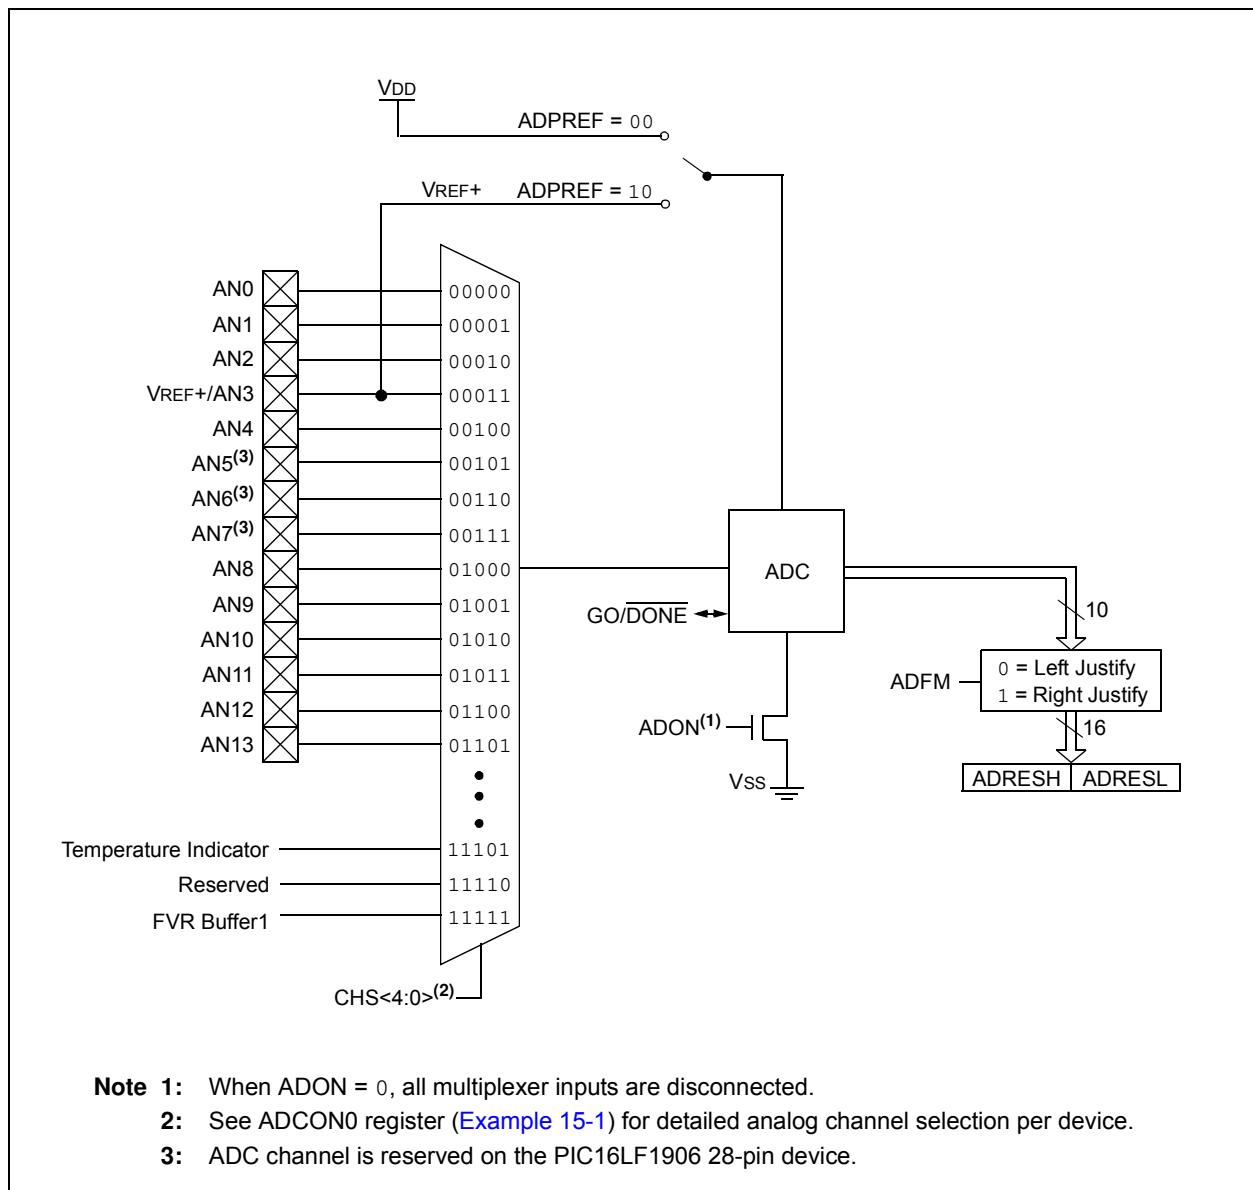 VDD
ADPREF = 00
VREF+ ADPREF = 10
AN0 00000
AN1 00001
AN2 00010
VREF+/AN3 00011
AN4 00100
AN5(3) 00101
AN6(3) 00110
AN7(3) 00111
AN8 01000
ADC
AN9 01001
GO/DONE
10
AN10 01010
AN11 01011
ADFM
0 = Left Justify
1 = Right Justify
AN12 01100
ADON(1)
16
AN13 01101
VSS
ADRESH ADRESL
Temperature Indicator 11101
Reserved 11110
FVR Buffer1 11111
CHS<4:0>(2)
Note 1: When ADON = 0, all multiplexer inputs are disconnected.
2: See ADCON0 register (Example 15-1) for detailed analog channel selection per device.
3: ADC channel is reserved on the PIC16LF1906 28-pin device.